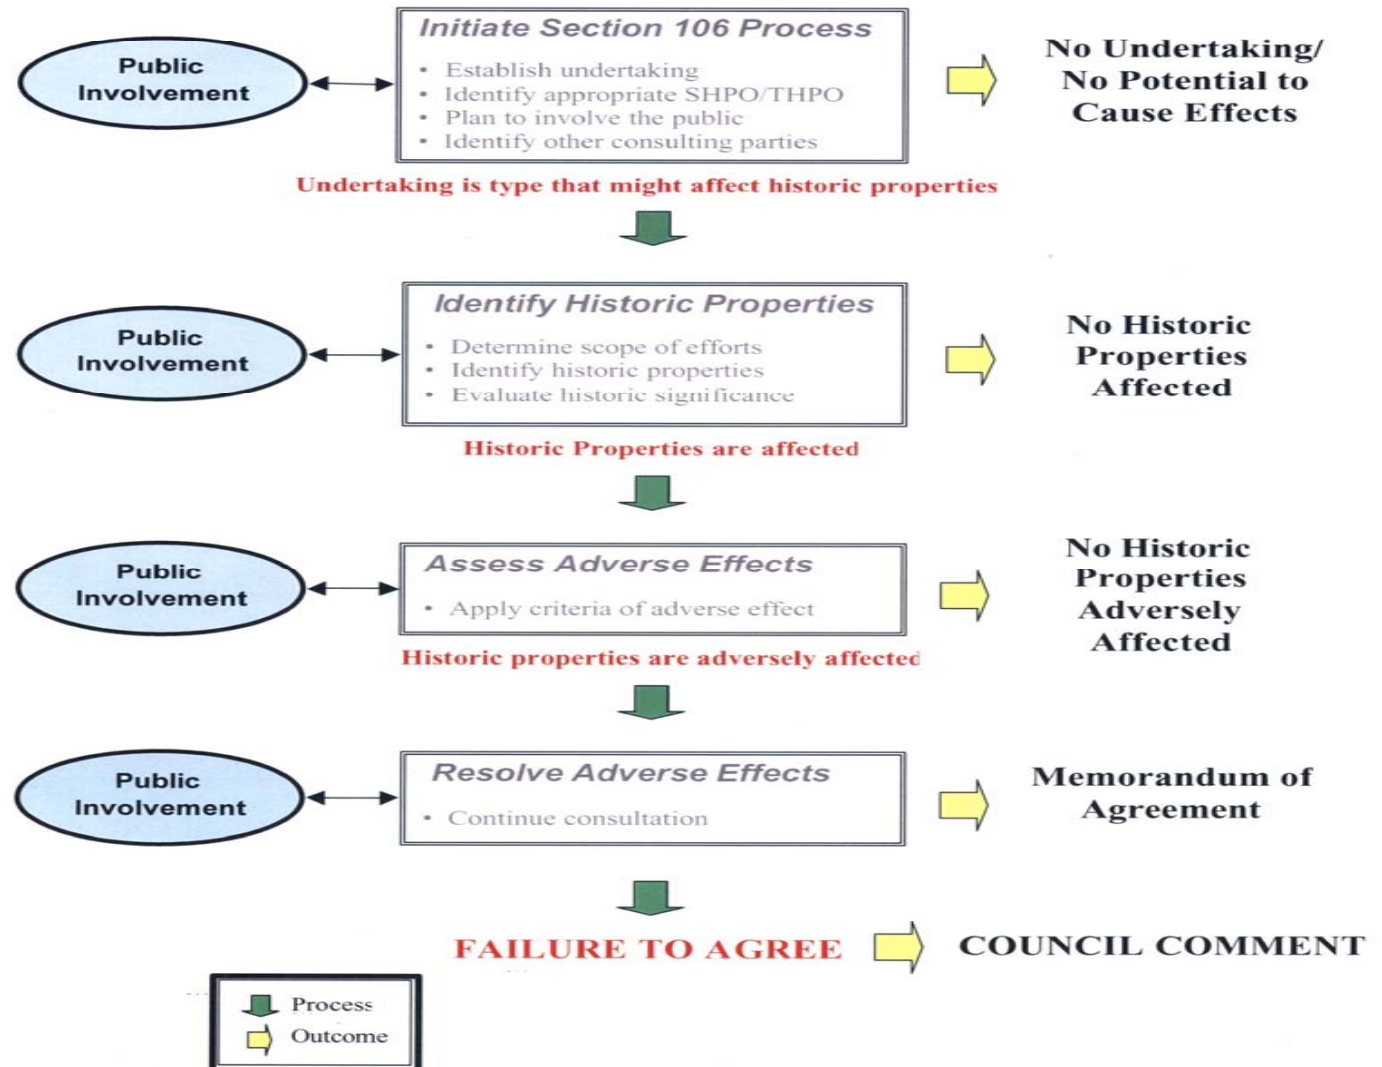 Initiate Section 106 Process
Public
Involvement
• Establish undertaking
• Identify appropriate SHPO/THPO
• Plan to involve the public
• Identify other consulting parties
No Undertaking/
No Potential to
Cause Effects
Undertaking is type that might affect historic properties
Identify Historic Properties
Public
Involvement
• Determine scope of efforts
• Identify historic properties
• Evaluate historic significance
No Historic
Properties
Affected
Historic Properties are affected
Assess Adverse Effects
Public
Involvement
• Apply criteria of adverse effect
No Historic
Properties
Adversely
Affected
Historic properties are adversely affected
Resolve Adverse Effects
Public
Involvement
• Continue consultation
Memorandum of
Agreement
FAILURE TO AGREE
COUNCIL COMMENT
Process
Outcome